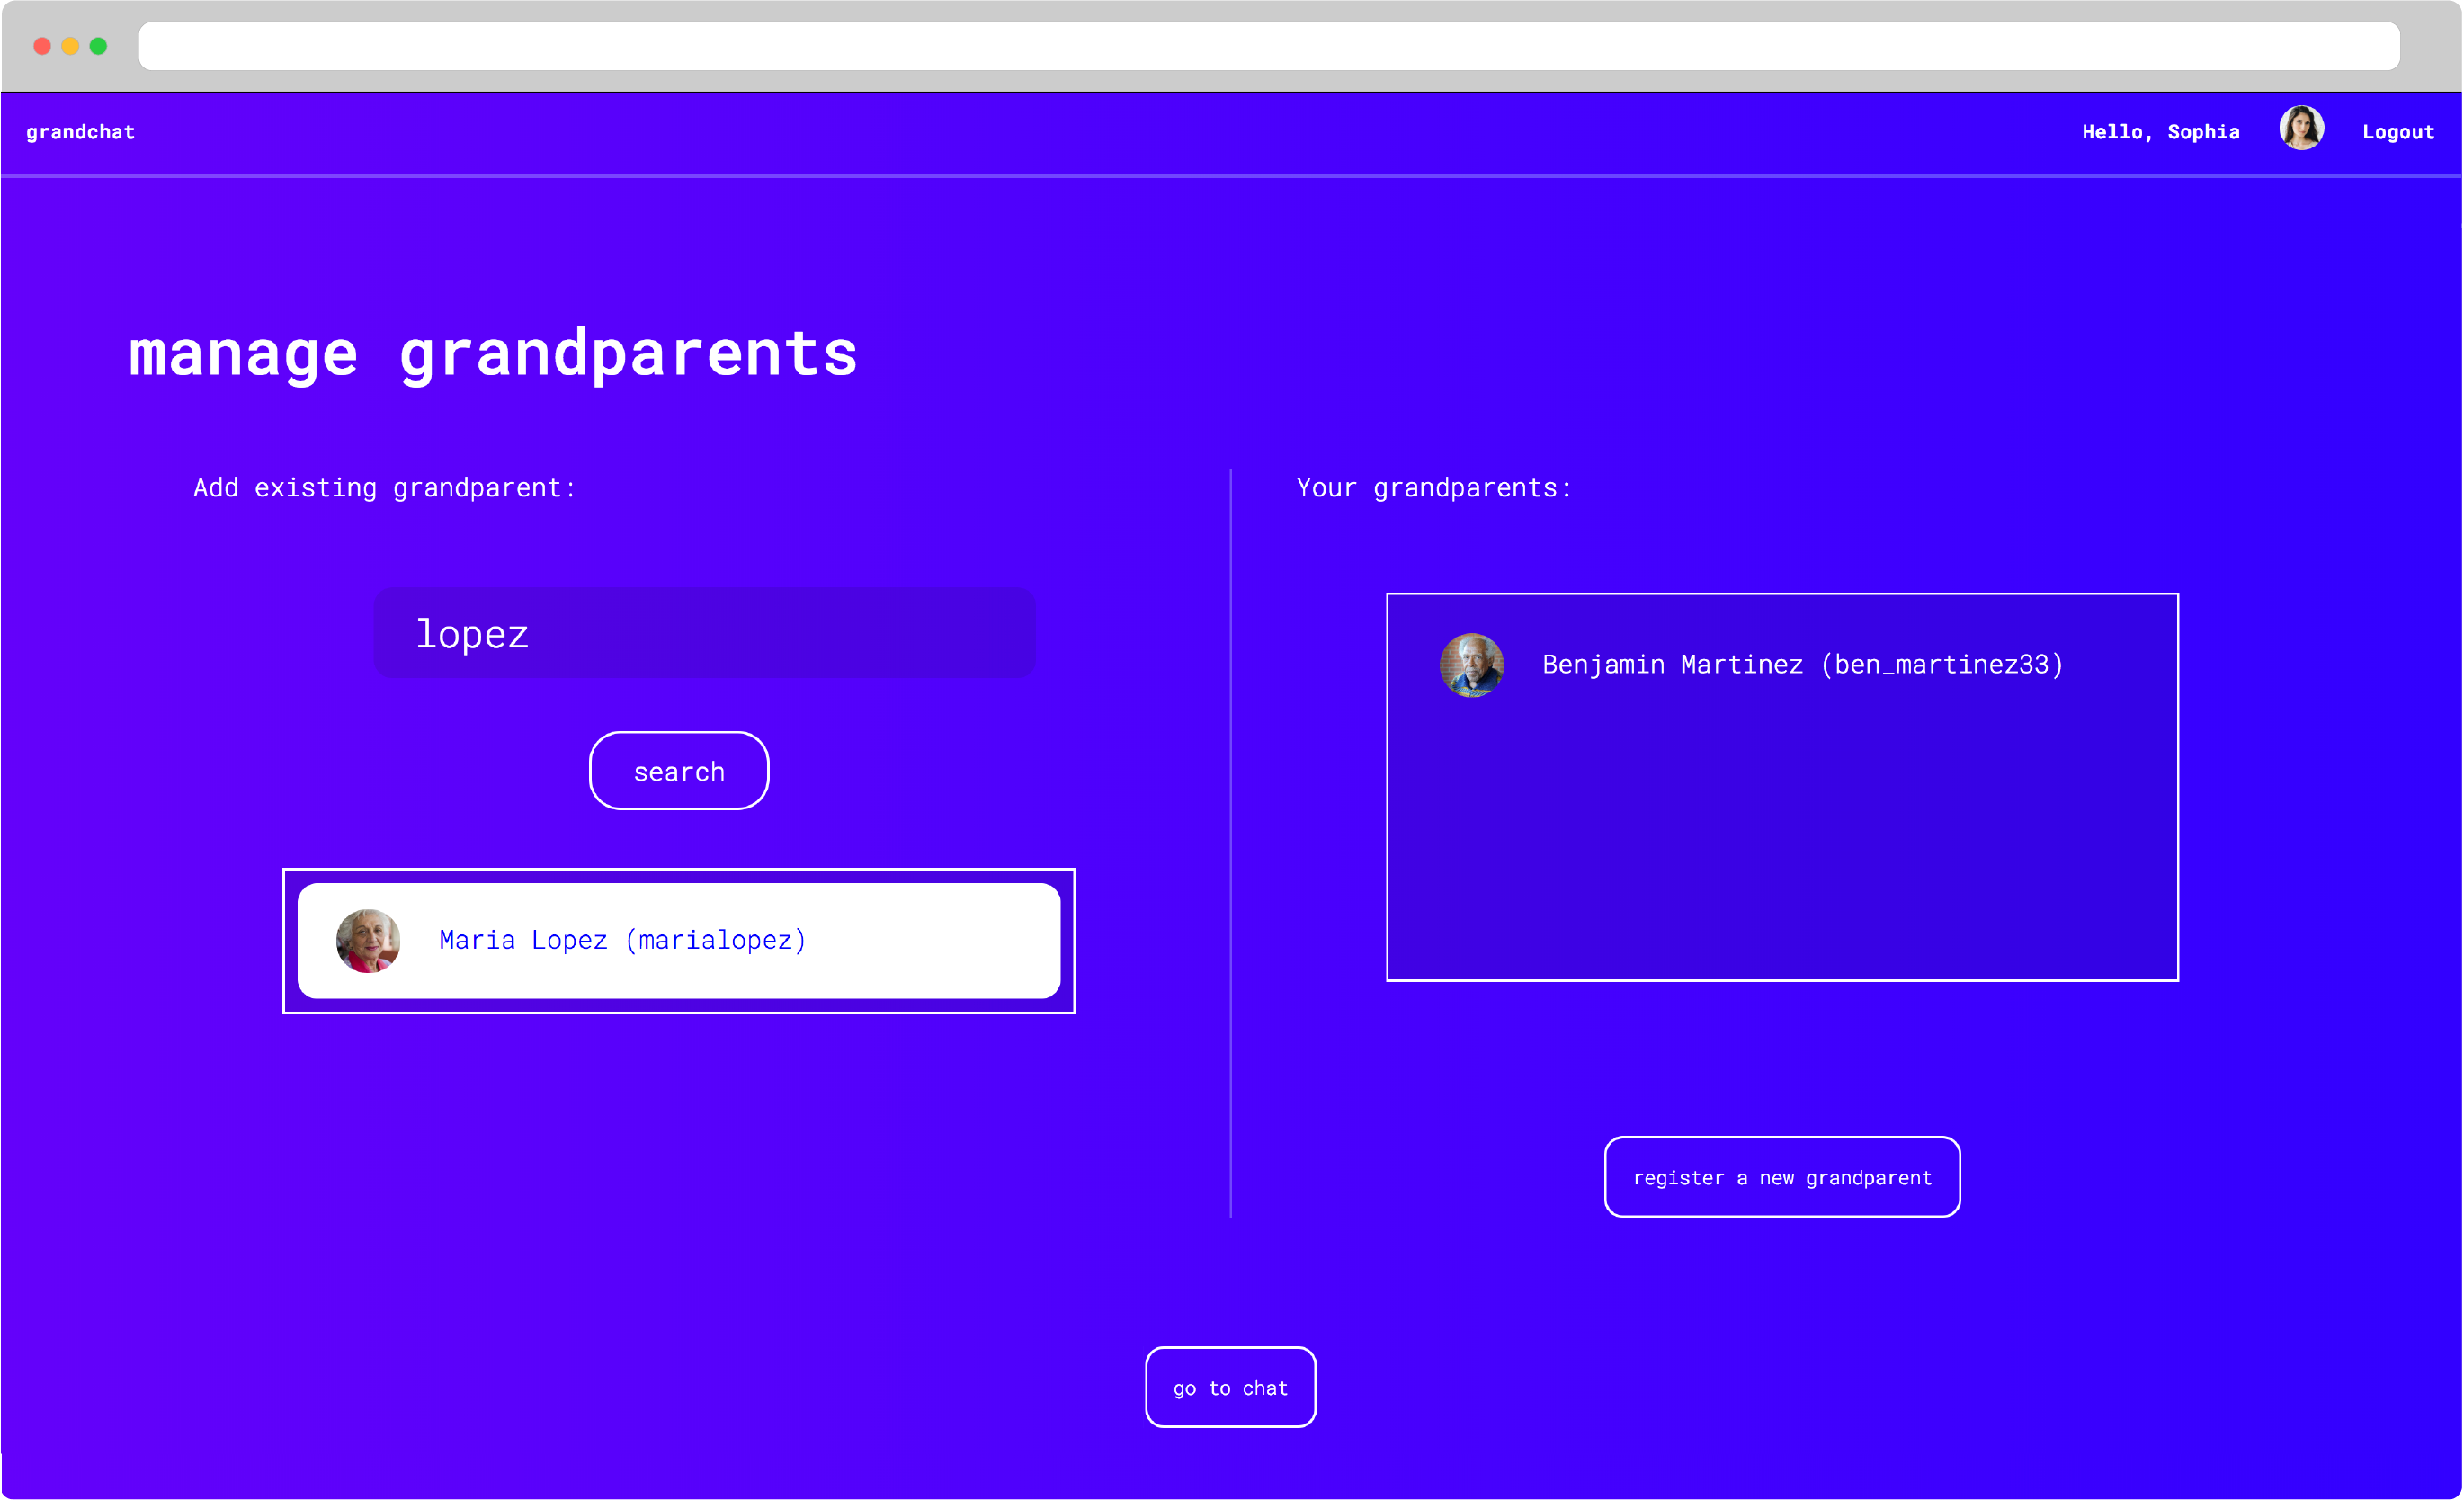 grandchat
Hello, Sophia
Logout
manage grandparents
Add existing grandparent:
lopez
search
Maria Lopez (marialopez)
Your grandparents:
Benjamin Martinez (ben_martinez33)
register a new grandparent
go to chat